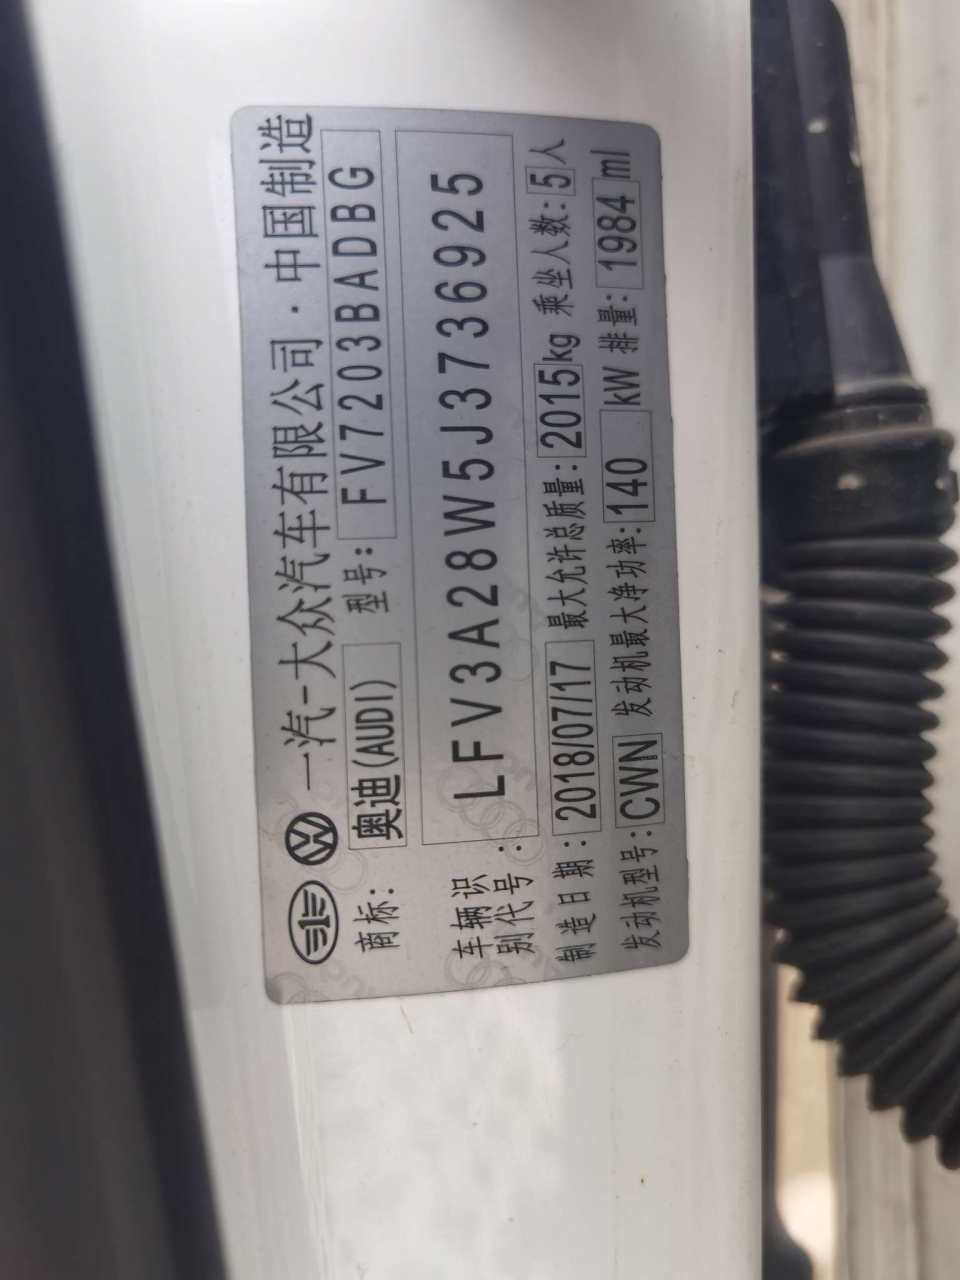 一汽-大众汽车有限公司·中国制造
商标: 奥迪(AUDI) 型号: FV7203BADBG
车辆识别代号: LFV3A28W5J3736925
制造日期: 2018/07/17 最大允许总质量: 2015kg 乘坐人数: 5人
发动机型号: CWN 发动机最大净功率: 140 kW 排量: 1984 ml